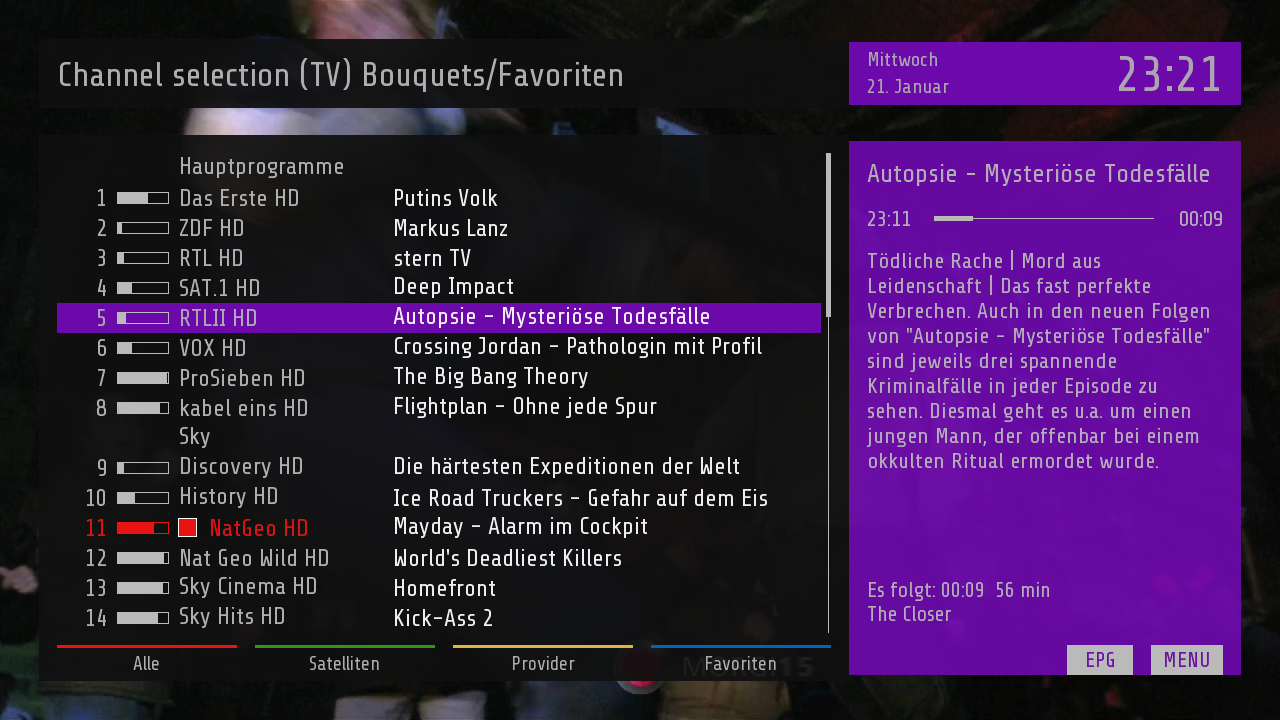 Channel selection (TV) Bouquets/Favoriten
Mittwoch
21. Januar
23:21
Hauptprogramme
1 Das Erste HD Putins Volk
2 ZDF HD Markus Lanz
3 RTL HD stern TV
4 SAT.1 HD Deep Impact
5 RTLII HD Autopsie - Mysteriöse Todesfälle
6 VOX HD Crossing Jordan - Pathologin mit Profil
7 ProSieben HD The Big Bang Theory
8 kabel eins HD Flightplan - Ohne jede Spur
Sky
9 Discovery HD Die härtesten Expeditionen der Welt
10 History HD Ice Road Truckers - Gefahr auf dem Eis
11 NatGeo HD Mayday - Alarm im Cockpit
12 Nat Geo Wild HD World's Deadliest Killers
13 Sky Cinema HD Homefront
14 Sky Hits HD Kick-Ass 2
Alle Satelliten Provider Favoriten
Autopsie - Mysteriöse Todesfälle
23:11 00:09
Tödliche Rache | Mord aus
Leidenschaft | Das fast perfekte
Verbrechen. Auch in den neuen Folgen
von "Autopsie - Mysteriöse Todesfälle"
sind jeweils drei spannende
Kriminalfälle in jeder Episode zu
sehen. Diesmal geht es u.a. um einen
jungen Mann, der offenbar bei einem
okkulten Ritual ermordet wurde.
Es folgt: 00:09 56 min
The Closer
EPG MENU